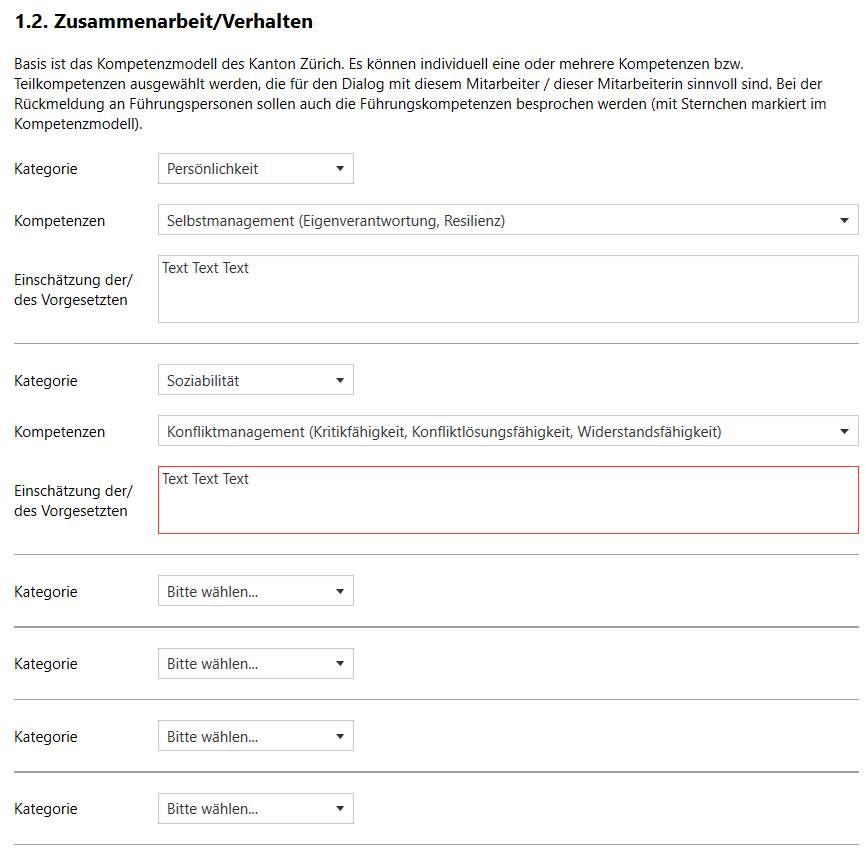 1.2. Zusammenarbeit/Verhalten
Basis ist das Kompetenzmodell des Kanton Zürich. Es können individuell eine oder mehrere Kompetenzen bzw.
Teilkompetenzen ausgewählt werden, die für den Dialog mit diesem Mitarbeiter / dieser Mitarbeiterin sinnvoll sind. Bei der
Rückmeldung an Führungspersonen sollen auch die Führungskompetenzen besprochen werden (mit Sternchen markiert im
Kompetenzmodell).
Kategorie Persönlichkeit
Kompetenzen Selbstmanagement (Eigenverantwortung, Resilienz)
Text Text Text
Einschätzung der/
des Vorgesetzten
Kategorie Soziabilität
Kompetenzen Konfliktmanagement (Kritikfähigkeit, Konfliktlösungsfähigkeit, Widerstandsfähigkeit)
Text Text Text
Einschätzung der/
des Vorgesetzten
Kategorie Bitte wählen...
Kategorie Bitte wählen...
Kategorie Bitte wählen...
Kategorie Bitte wählen...